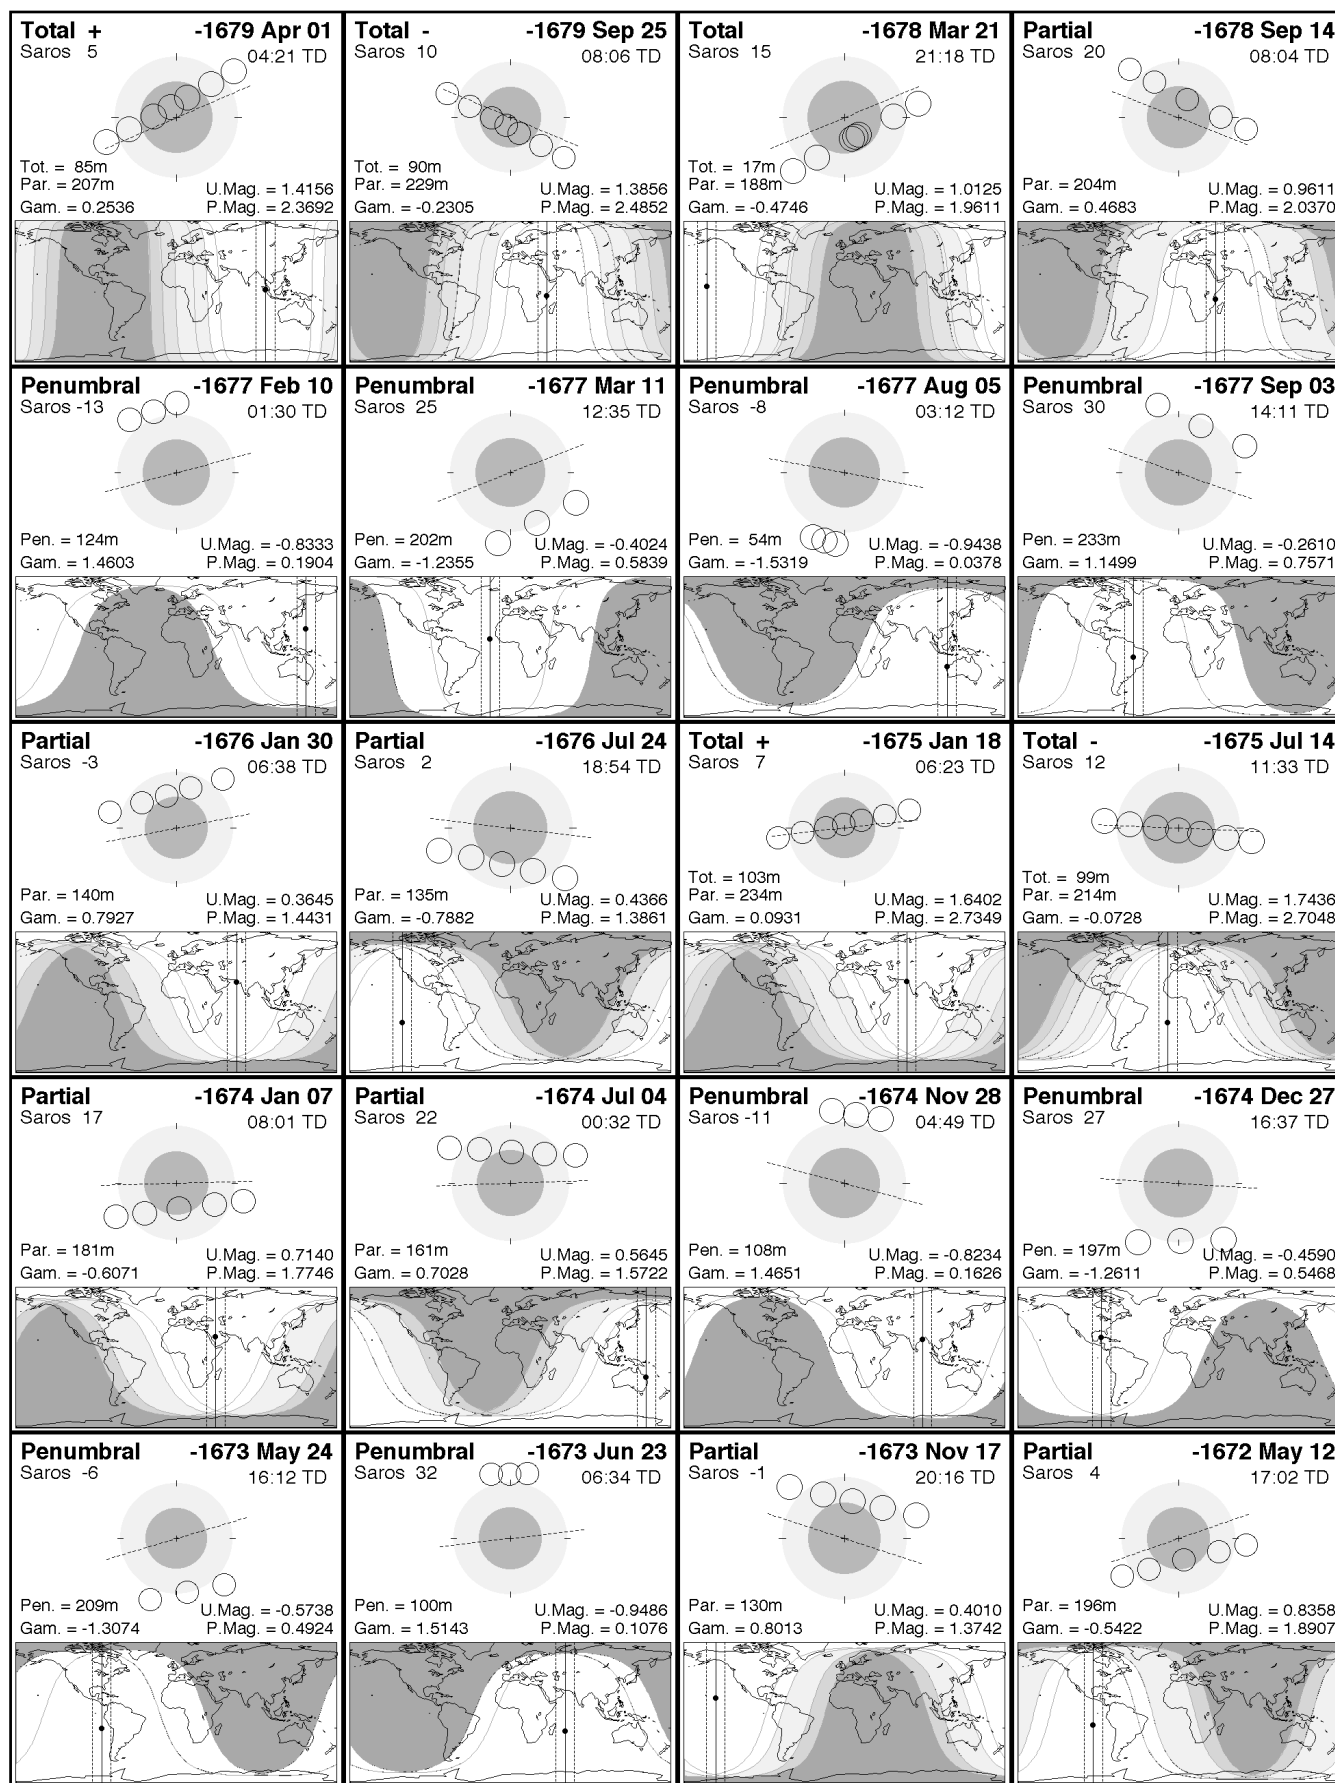 Total + -1679 Apr 01
Saros 5 04:21 TD
Tot. = 85m
Par. = 207m U.Mag. = 1.4156
Gam. = 0.2536 P.Mag. = 2.3692
Total - -1679 Sep 25
Saros 10 08:06 TD
Tot. = 90m
Par. = 229m U.Mag. = 1.3856
Gam. = -0.2305 P.Mag. = 2.4852
Total -1678 Mar 21
Saros 15 21:18 TD
Tot. = 17m
Par. = 188m U.Mag. = 1.0125
Gam. = -0.4746 P.Mag. = 1.9611
Partial -1678 Sep 14
Saros 20 08:04 TD
Par. = 204m U.Mag. = 0.9611
Gam. = 0.4683 P.Mag. = 2.0370
Penumbral -1677 Feb 10
Saros -13 01:30 TD
Pen. = 124m U.Mag. = -0.8333
Gam. = 1.4603 P.Mag. = 0.1904
Penumbral -1677 Mar 11
Saros 25 12:35 TD
Pen. = 202m U.Mag. = -0.4024
Gam. = -1.2355 P.Mag. = 0.5839
Penumbral -1677 Aug 05
Saros -8 03:12 TD
Pen. = 54m U.Mag. = -0.9438
Gam. = -1.5319 P.Mag. = 0.0378
Penumbral -1677 Sep 03
Saros 30 14:11 TD
Pen. = 233m U.Mag. = -0.2610
Gam. = 1.1499 P.Mag. = 0.7571
Partial -1676 Jan 30
Saros -3 06:38 TD
Par. = 140m U.Mag. = 0.3645
Gam. = 0.7927 P.Mag. = 1.4431
Partial -1676 Jul 24
Saros 2 18:54 TD
Par. = 135m U.Mag. = 0.4366
Gam. = -0.7882 P.Mag. = 1.3861
Total + -1675 Jan 18
Saros 7 06:23 TD
Tot. = 103m
Par. = 234m U.Mag. = 1.6402
Gam. = 0.0931 P.Mag. = 2.7349
Total - -1675 Jul 14
Saros 12 11:33 TD
Tot. = 99m
Par. = 214m U.Mag. = 1.7436
Gam. = -0.0728 P.Mag. = 2.7048
Partial -1674 Jan 07
Saros 17 08:01 TD
Par. = 181m U.Mag. = 0.7140
Gam. = -0.6071 P.Mag. = 1.7746
Partial -1674 Jul 04
Saros 22 00:32 TD
Par. = 161m U.Mag. = 0.5645
Gam. = 0.7028 P.Mag. = 1.5722
Penumbral -1674 Nov 28
Saros -11 04:49 TD
Pen. = 108m U.Mag. = -0.8234
Gam. = 1.4651 P.Mag. = 0.1626
Penumbral -1674 Dec 27
Saros 27 16:37 TD
Pen. = 197m U.Mag. = -0.4590
Gam. = -1.2611 P.Mag. = 0.5468
Penumbral -1673 May 24
Saros -6 16:12 TD
Pen. = 209m U.Mag. = -0.5738
Gam. = -1.3074 P.Mag. = 0.4924
Penumbral -1673 Jun 23
Saros 32 06:34 TD
Pen. = 100m U.Mag. = -0.9486
Gam. = 1.5143 P.Mag. = 0.1076
Partial -1673 Nov 17
Saros -1 20:16 TD
Par. = 130m U.Mag. = 0.4010
Gam. = 0.8013 P.Mag. = 1.3742
Partial -1672 May 12
Saros 4 17:02 TD
Par. = 196m U.Mag. = 0.8358
Gam. = -0.5422 P.Mag. = 1.8907